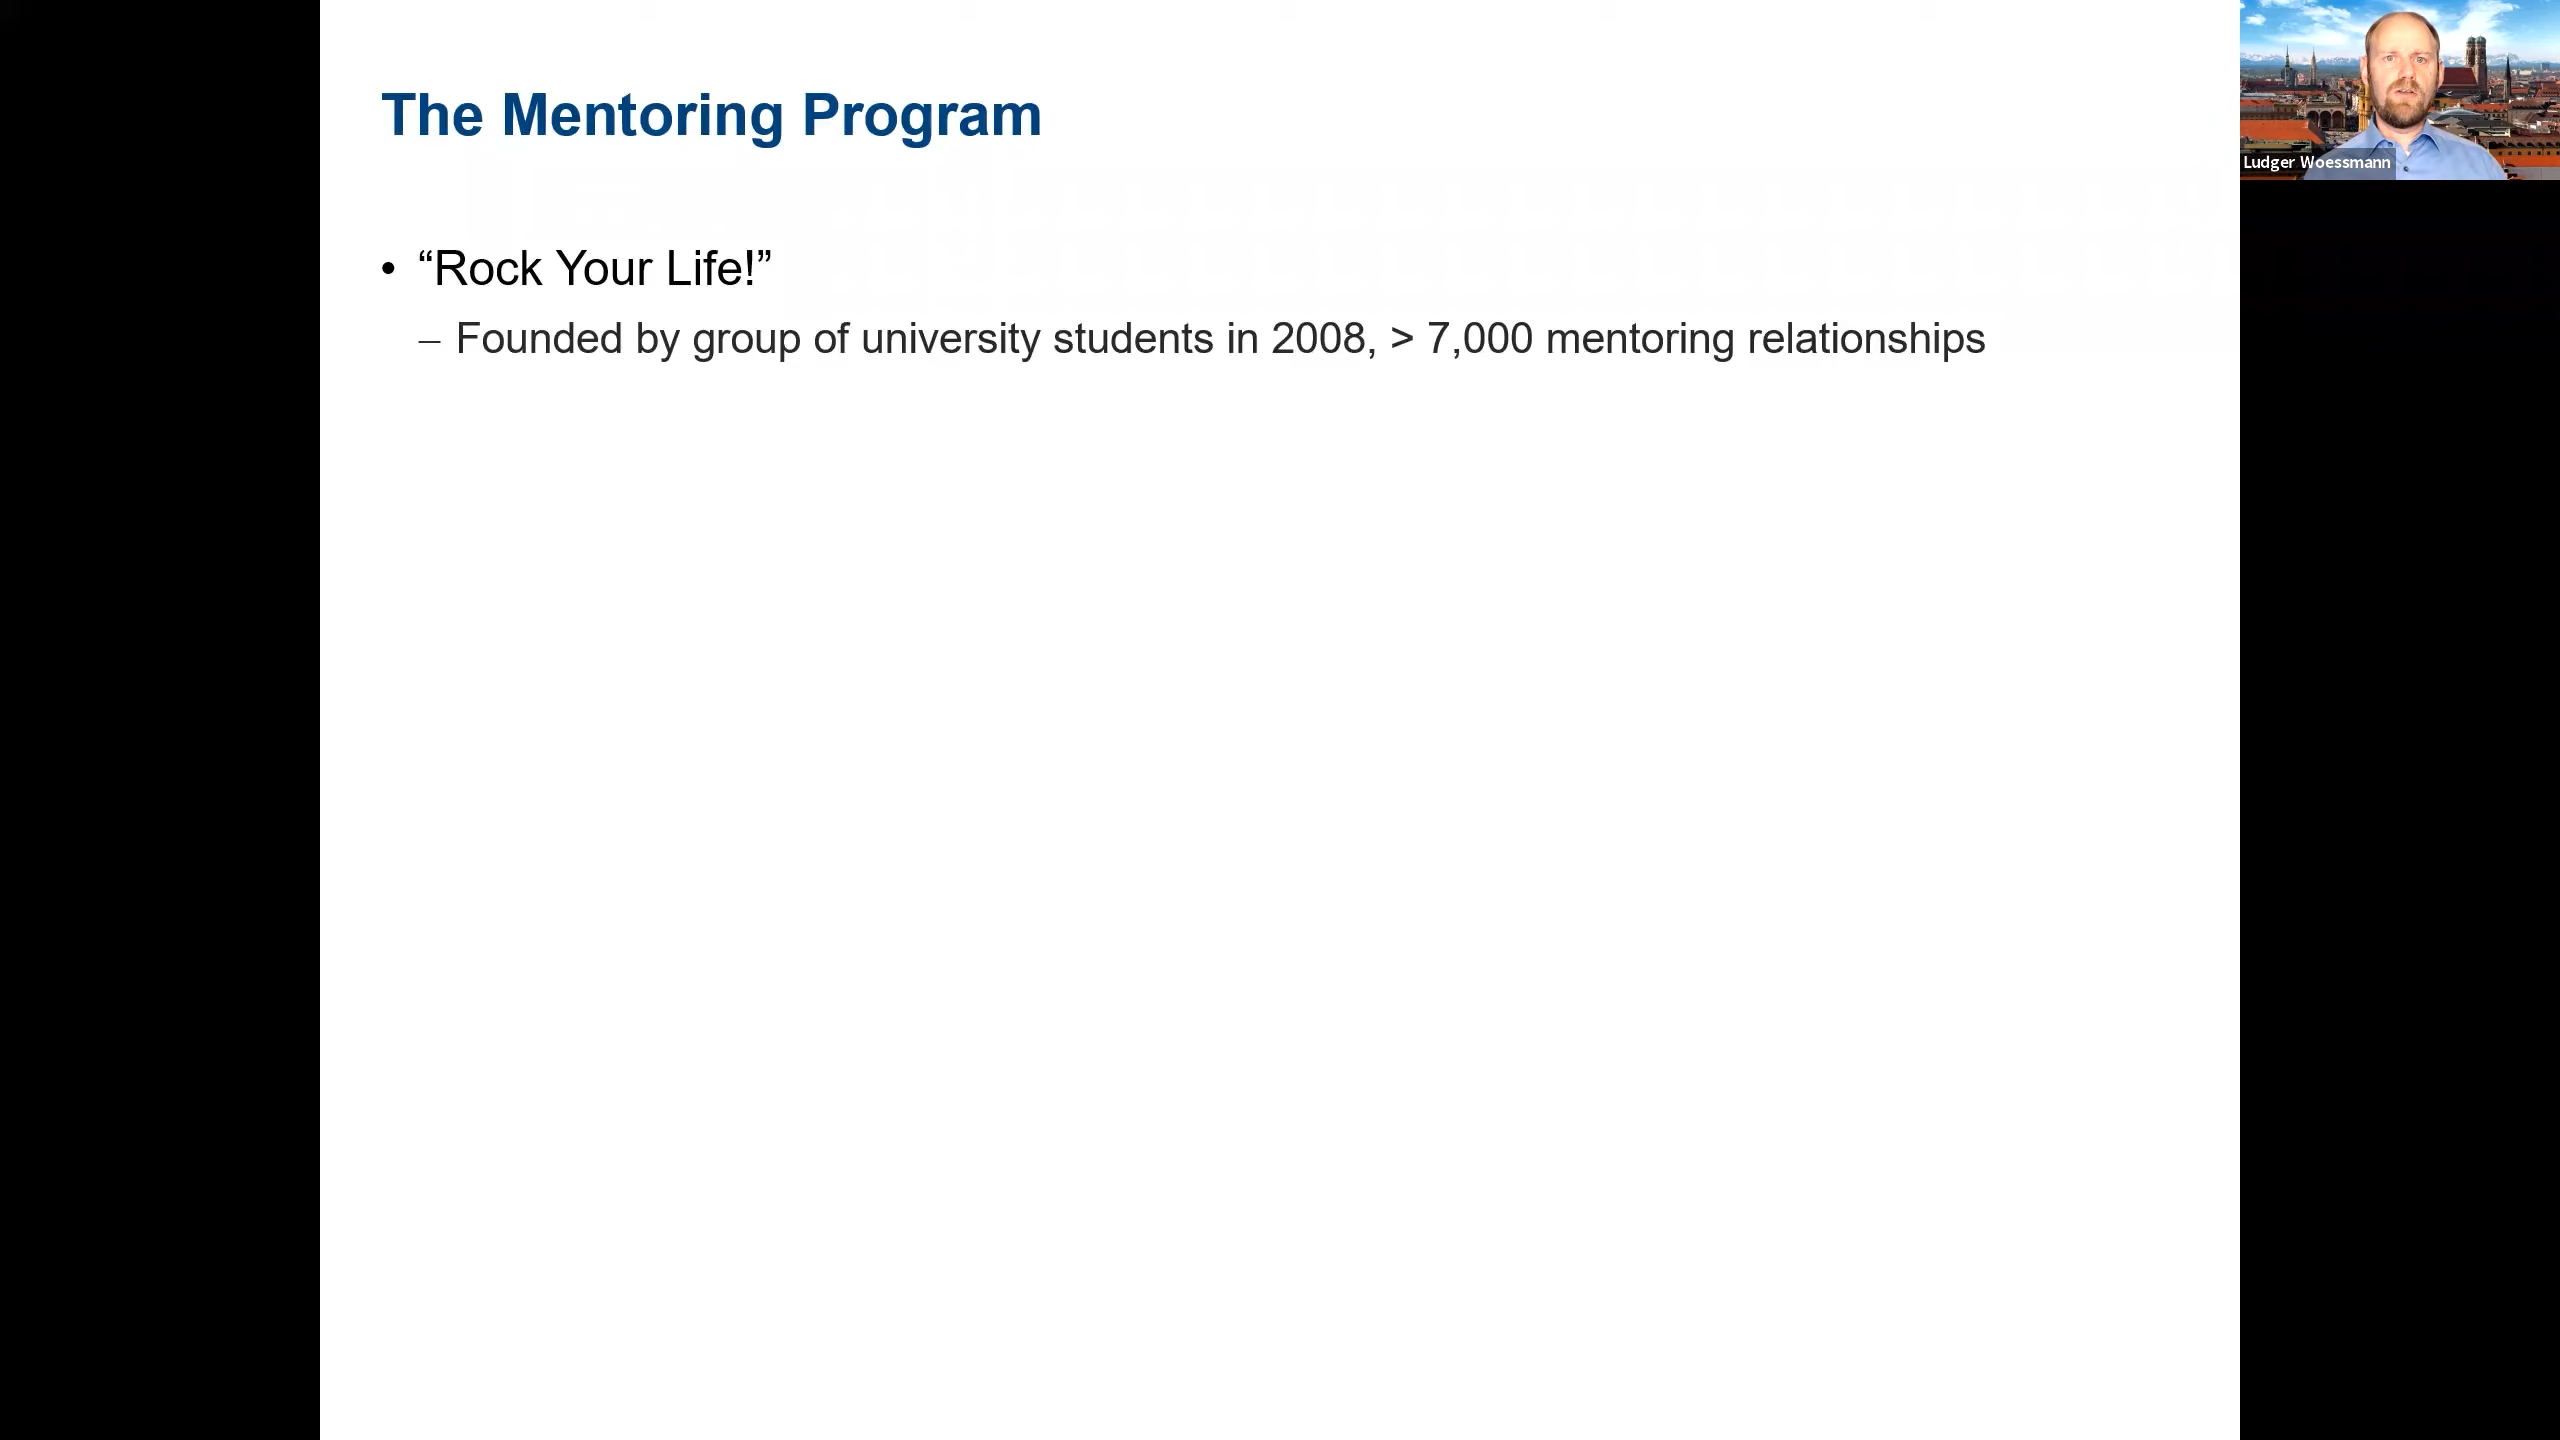 The Mentoring Program
• “Rock Your Life!”
– Founded by group of university students in 2008, > 7,000 mentoring relationships
Ludger Woessmann